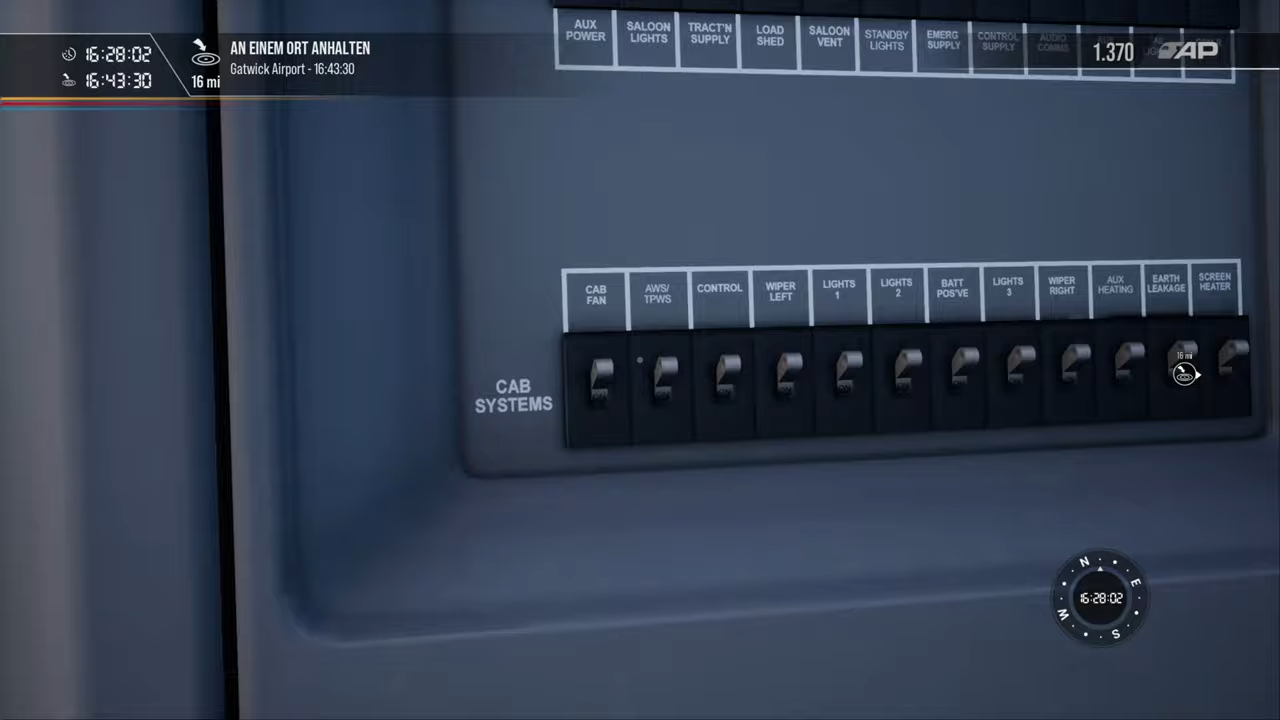 16:28:02
16:43:30
16 mi
AN EINEM ORT ANHALTEN
Gatwick Airport - 16:43:30
1.370 AP
AUX POWER
SALOON LIGHTS
TRACT'N SUPPLY
LOAD SHED
SALOON VENT
STANDBY LIGHTS
EMERG SUPPLY
CONTROL SUPPLY
AUDIO COMMS
CAB FAN
AWS/ TPWS
CONTROL
WIPER LEFT
LIGHTS 1
LIGHTS 2
BATT POS'VE
LIGHTS 3
WIPER RIGHT
AUX HEATING
EARTH LEAKAGE
SCREEN HEATER
CAB
SYSTEMS
16 mi
N
E
S
W
16:28:02